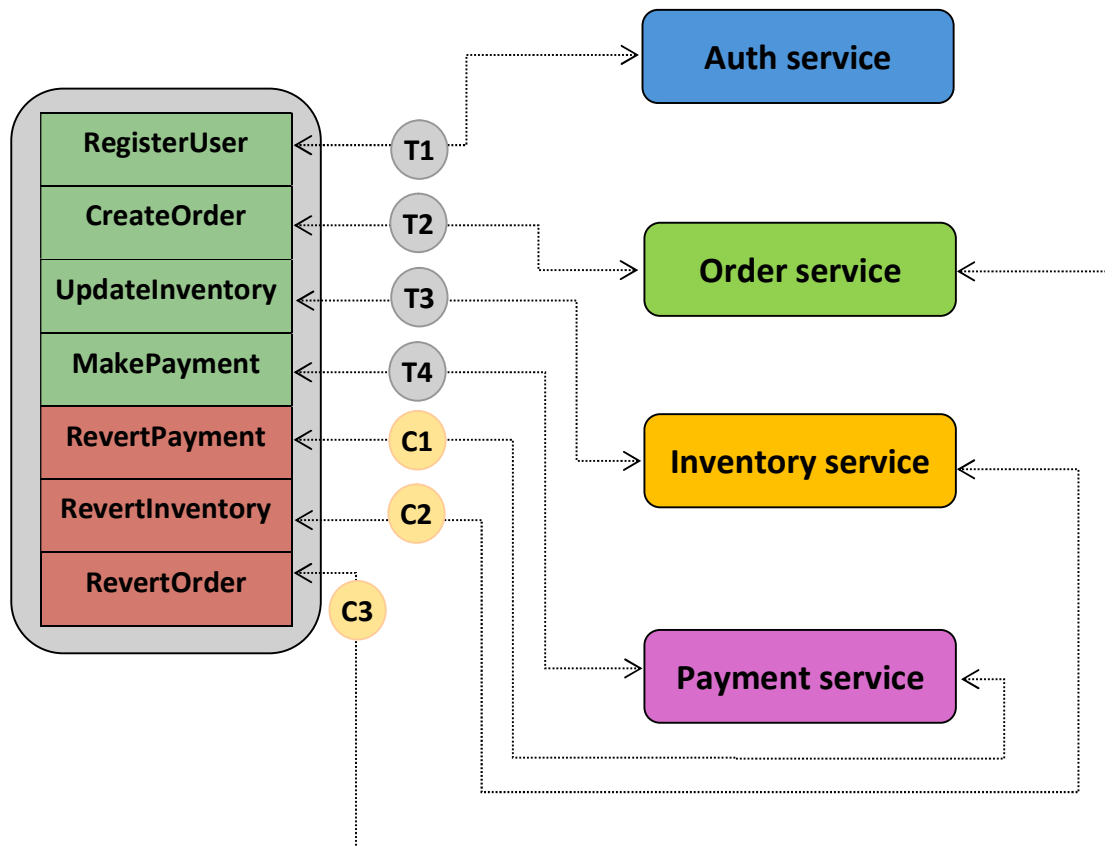 Auth service
RegisterUser
T1
CreateOrder
T2
Order service
UpdateInventory
T3
MakePayment
T4
RevertPayment
C1
Inventory service
RevertInventory
C2
RevertOrder
C3
Payment service